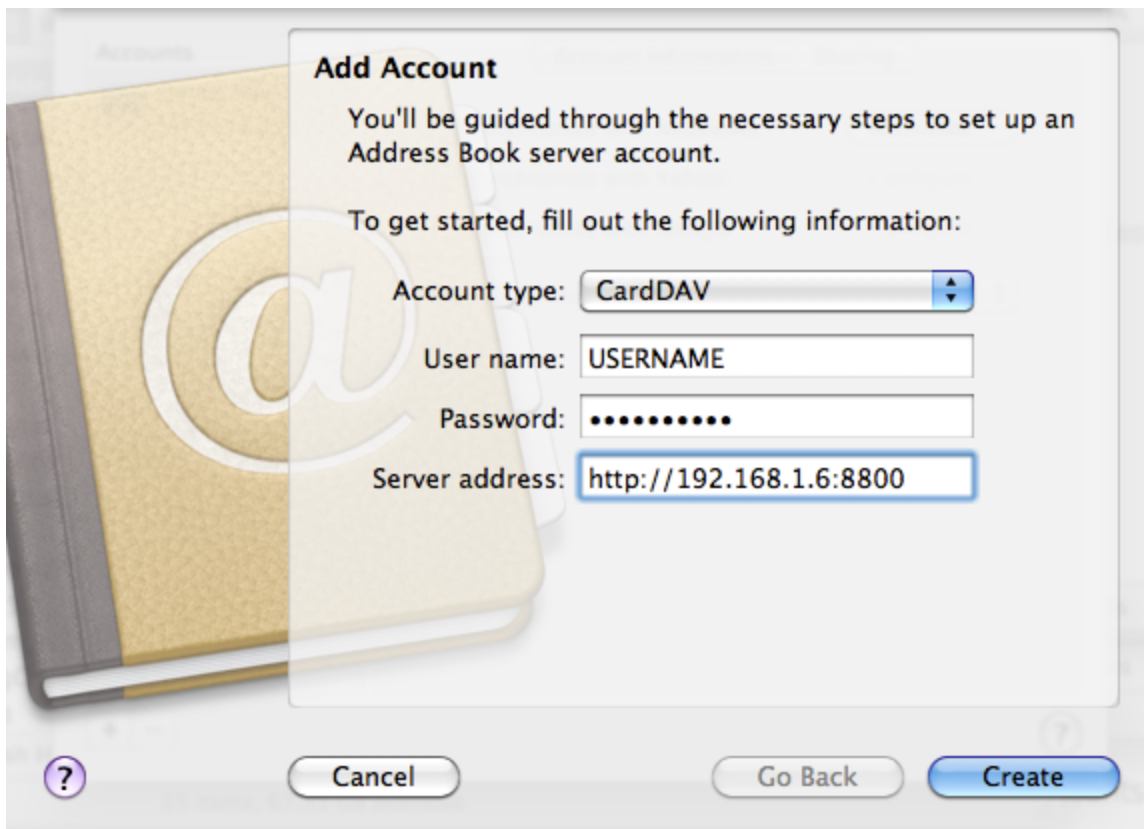 Accounts
Add Account
You'll be guided through the necessary steps to set up an
Address Book server account.
To get started, fill out the following information:
Account type: CardDAV
User name: USERNAME
Password: ••••••••••
Server address: http://192.168.1.6:8800
@
? Cancel Go Back Create